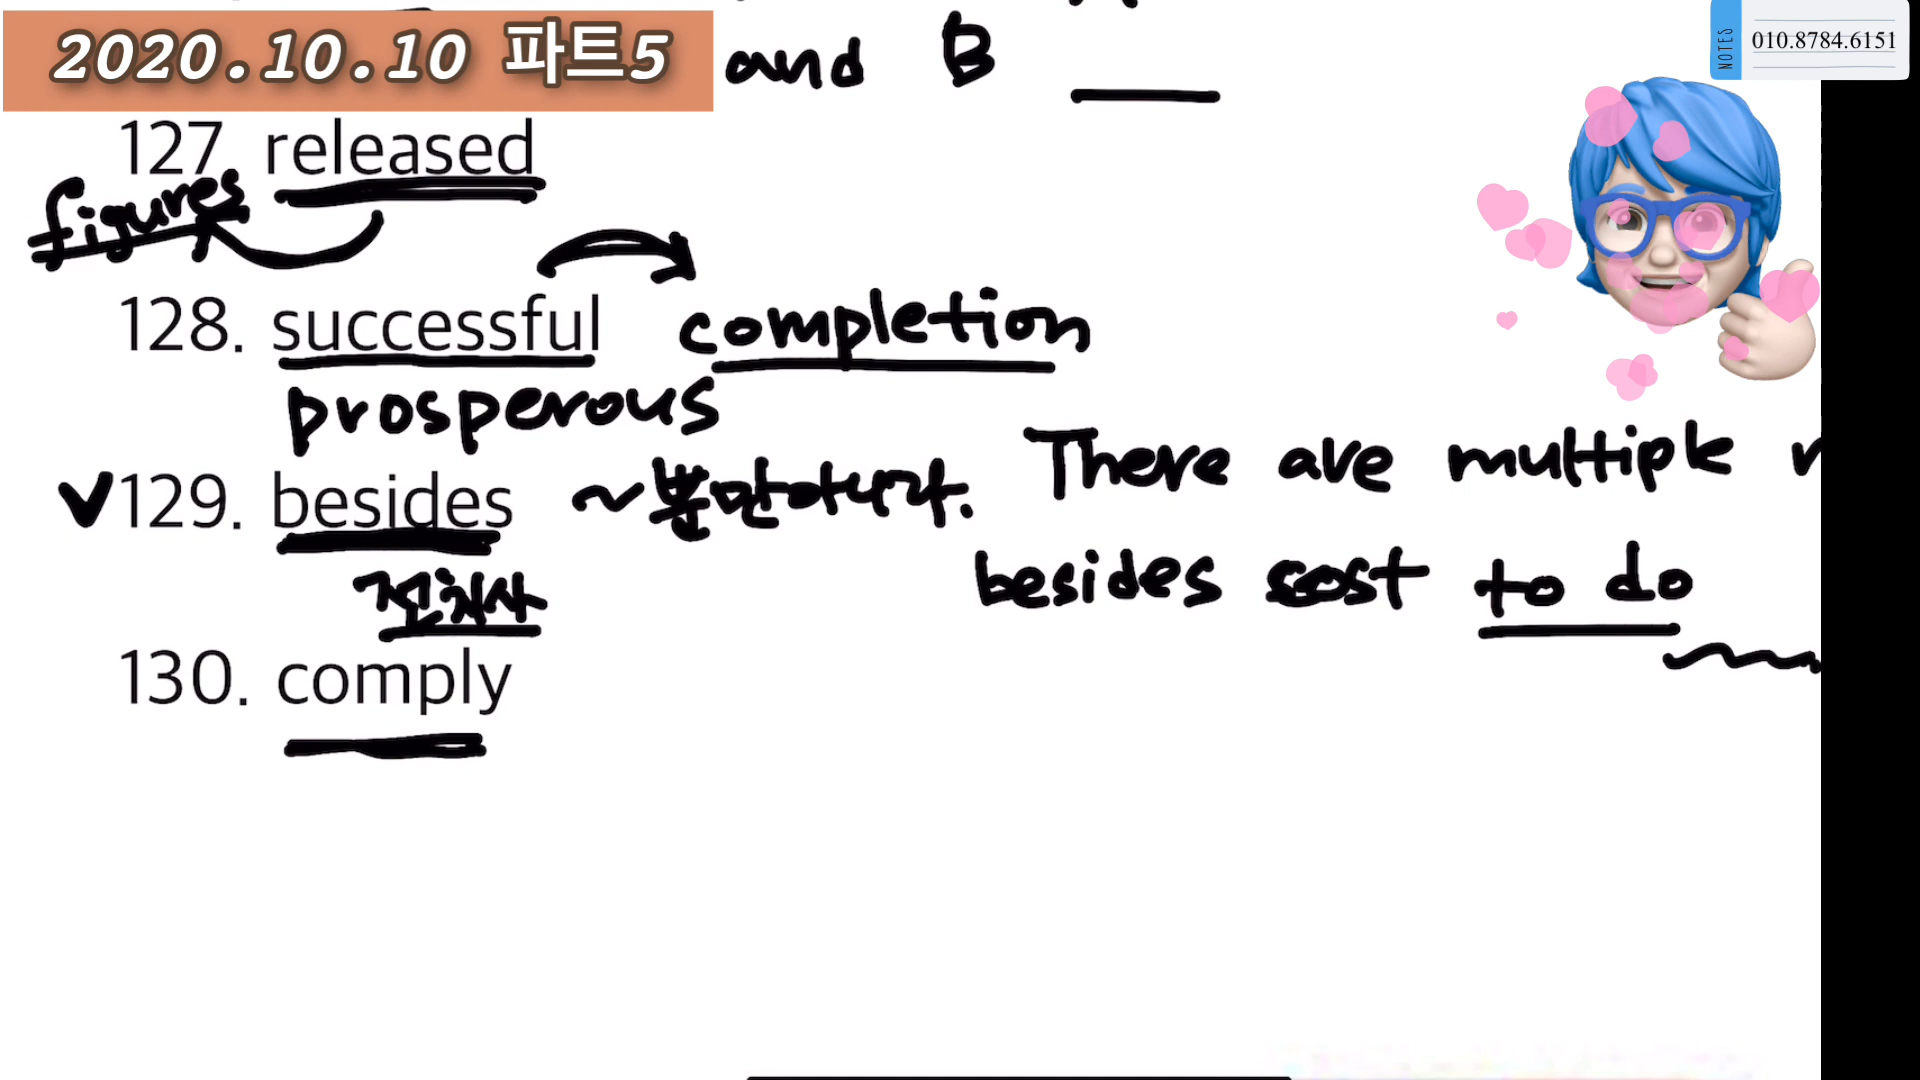 2020.10.10 파트5
and B
NOTES
010.8784.6151
127. released
figures
128. successful completion
prosperous
129. besides ~뿐만아니라.
There are multiple
besides cost to do
전치사
130. comply